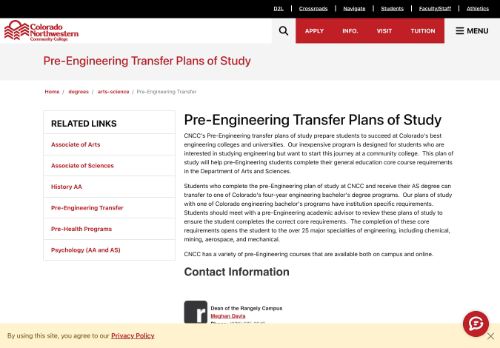 D2L | Crossroads | Navigate | Students | Faculty/Staff | Athletics
Colorado
Northwestern
Community College
APPLY INFO. VISIT TUITION MENU
Pre-Engineering Transfer Plans of Study
Home / degrees / arts-science / Pre-Engineering Transfer
RELATED LINKS
Associate of Arts
Associate of Sciences
History AA
Pre-Engineering Transfer
Pre-Health Programs
Psychology (AA and AS)
Pre-Engineering Transfer Plans of Study
CNCC's Pre-Engineering transfer plans of study prepare students to succeed at Colorado's best
engineering colleges and universities. Our inexpensive program is designed for students who are
interested in studying engineering but want to start this journey at a community college. This plan of
study will help pre-Engineering students complete their general education core course requirements
in the Department of Arts and Sciences.
Students who complete the pre-Engineering plan of study at CNCC and receive their AS degree can
transfer to one of Colorado's four-year engineering bachelor's degree programs. Our plans of study
with one of Colorado engineering bachelor's programs have institution specific requirements.
Students should meet with a pre-Engineering academic advisor to review these plans of study to
ensure the student completes the correct core requirements. The completion of these core
requirements opens the student to the over 25 major specialties of engineering, including chemical,
mining, aerospace, and mechanical.
CNCC has a variety of pre-Engineering courses that are available both on campus and online.
Contact Information
r
Dean of the Rangely Campus
Meghan Davis
By using this site, you agree to our Privacy Policy